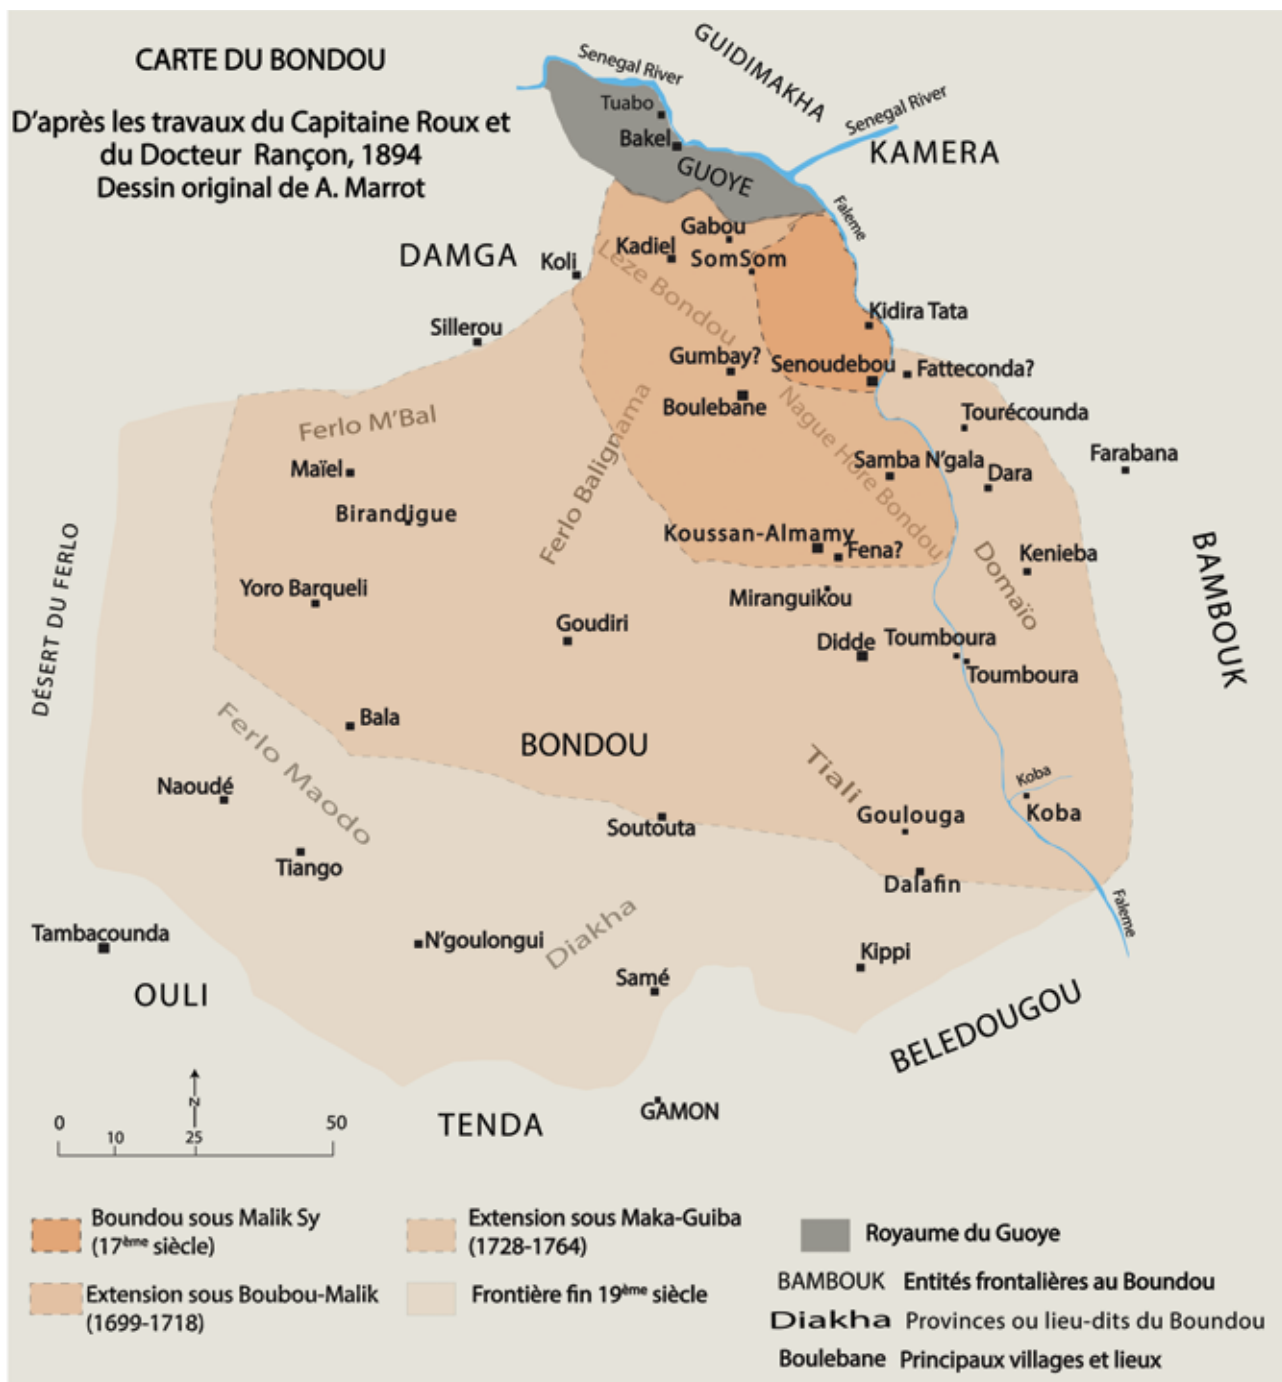 CARTE DU BONDOU
D'après les travaux du Capitaine Roux et
du Docteur Rançon, 1894
Dessin original de A. Marrot
Senegal River
GUIDIMAKHA
Senegal River
Tuabo
Bakel
KAMERA
GUOYE
Faleme
DAMGA
Gabou
Kadiel
SomSom
Koli
Leze Bondou
Kidira Tata
Sillerou
Gumbay?
Senoudebou
Fatteconda?
Boulebane
Tourécounda
Ferlo M'Bal
Ferlo Balignama
Nague Hore Bondou
Farabana
Maïel
Samba N'gala
Dara
Birandigue
Koussan-Almamy
Fena?
BAMBOUK
DÉSERT DU FERLO
Domaïo
Kenieba
Yoro Barqueli
Miranguikou
Goudiri
Didde
Toumboura
Toumboura
Bala
BONDOU
Ferlo Maodo
Tiali
Koba
Naoudé
Koba
Goulouga
Soutouta
Tiango
Dalafin
Faleme
Tambacounda
N'goulongui
Diakha
Kippi
Samé
OULI
BELEDOUGOU
GAMON
TENDA
N
0 50
10 25
Boundou sous Malik Sy
(17ème siècle)
Extension sous Boubou-Malik
(1699-1718)
Extension sous Maka-Guiba
(1728-1764)
Frontière fin 19ème siècle
Royaume du Guoye
BAMBOUK Entités frontalières au Boundou
Diakha Provinces ou lieu-dits du Boundou
Boulebane Principaux villages et lieux